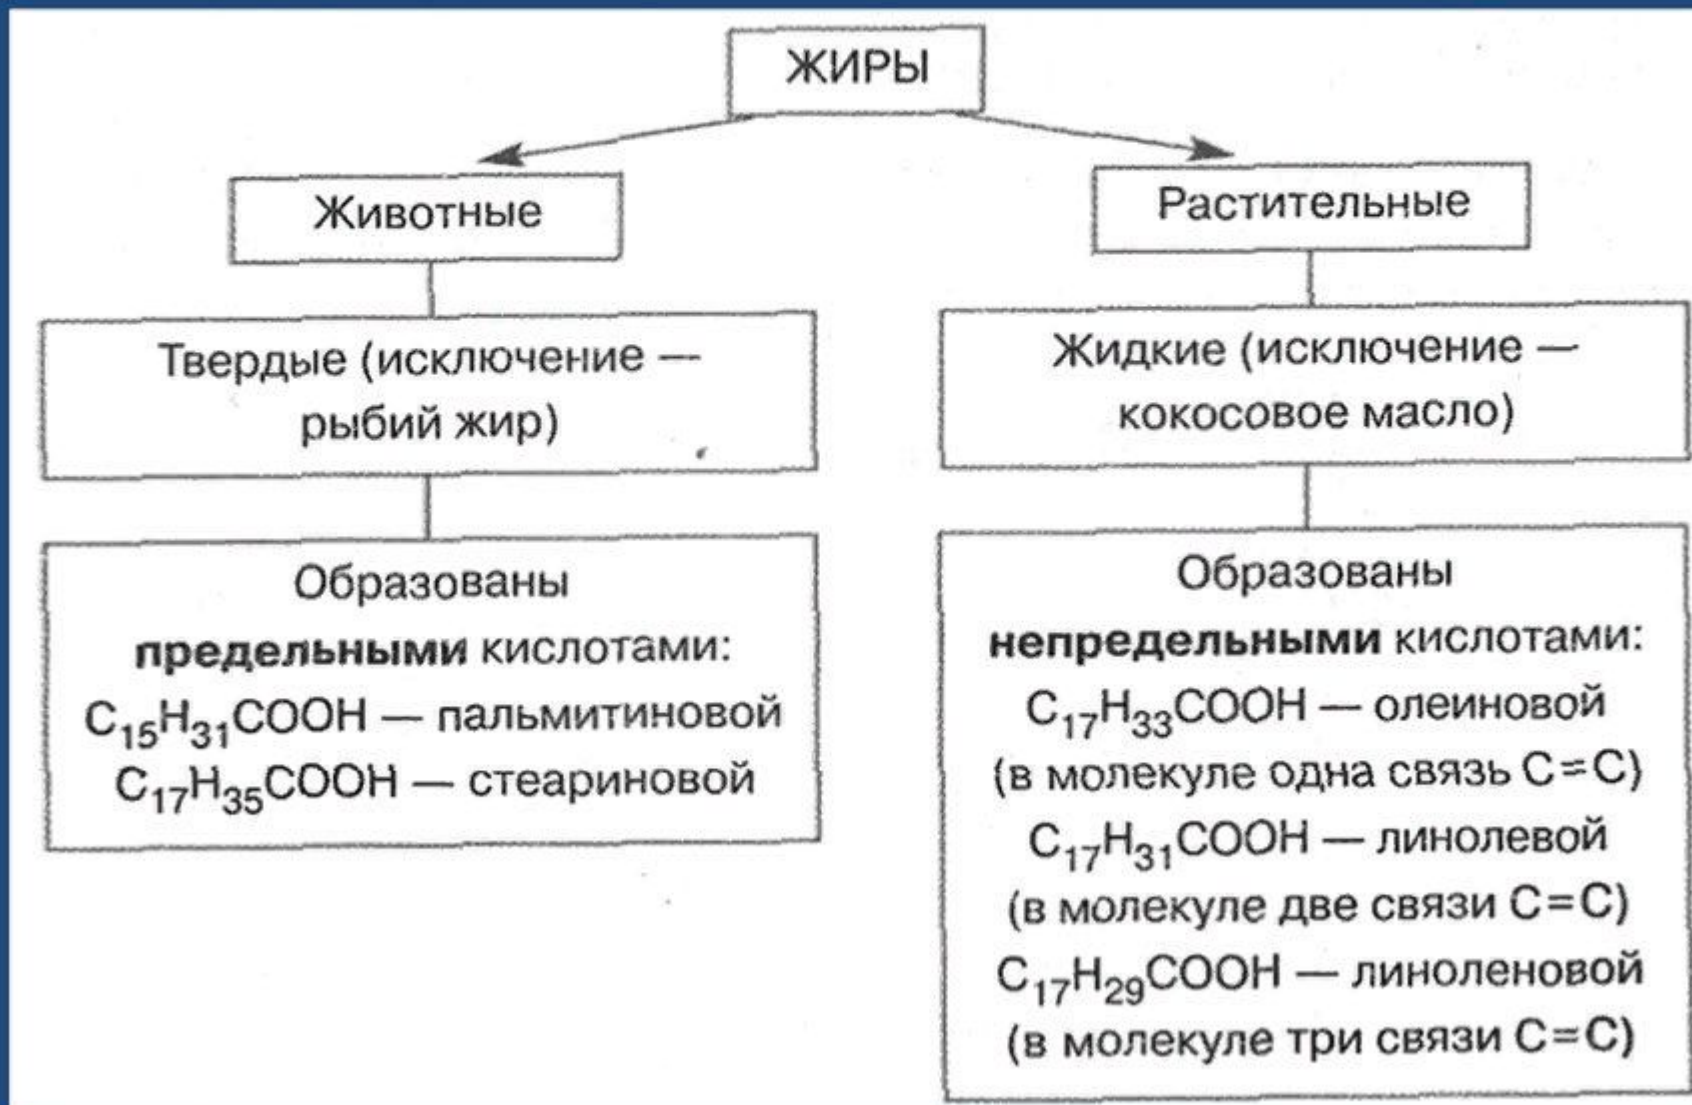 ЖИРЫ
Животные
Твердые (исключение —
рыбий жир)
Образованы
предельными кислотами:
C₁₅H₃₁COOH — пальмитиновой
C₁₇H₃₅COOH — стеариновой
Растительные
Жидкие (исключение —
кокосовое масло)
Образованы
непредельными кислотами:
C₁₇H₃₃COOH — олеиновой
(в молекуле одна связь C=C)
C₁₇H₃₁COOH — линолевой
(в молекуле две связи C=C)
C₁₇H₂₉COOH — линоленовой
(в молекуле три связи C=C)